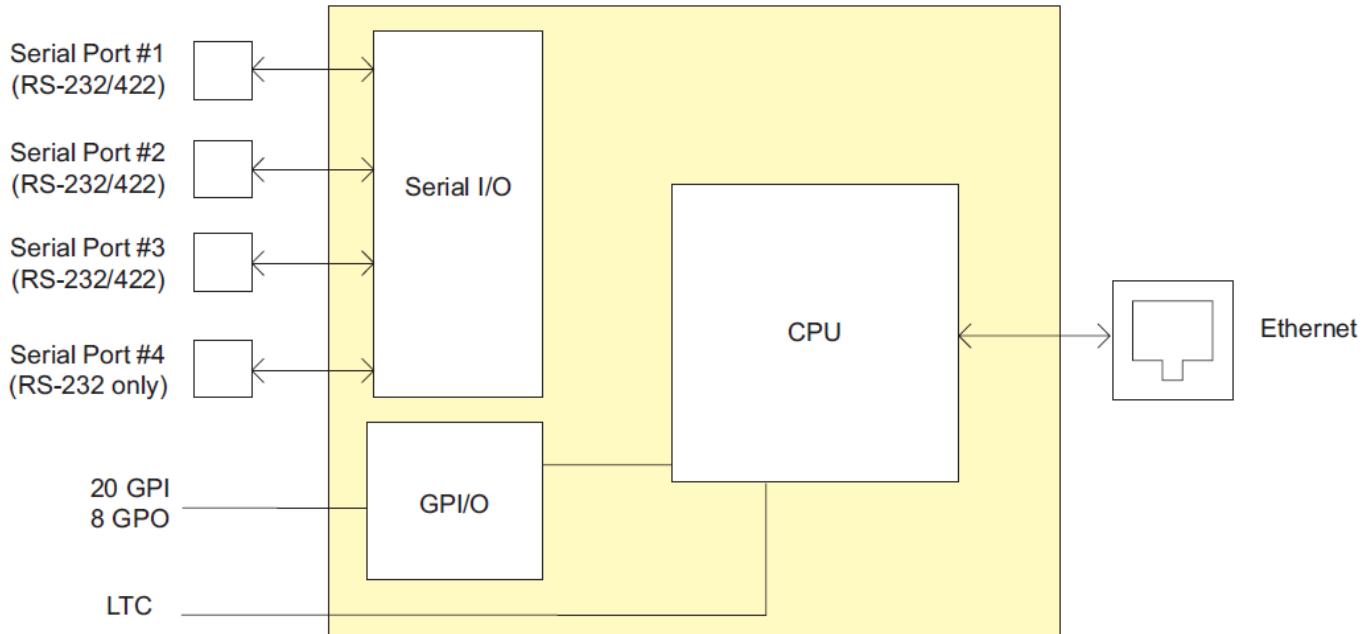 Serial Port #1
(RS-232/422)
Serial Port #2
(RS-232/422)
Serial Port #3
(RS-232/422)
Serial Port #4
(RS-232 only)
20 GPI
8 GPO
LTC
Serial I/O
GPI/O
CPU
Ethernet